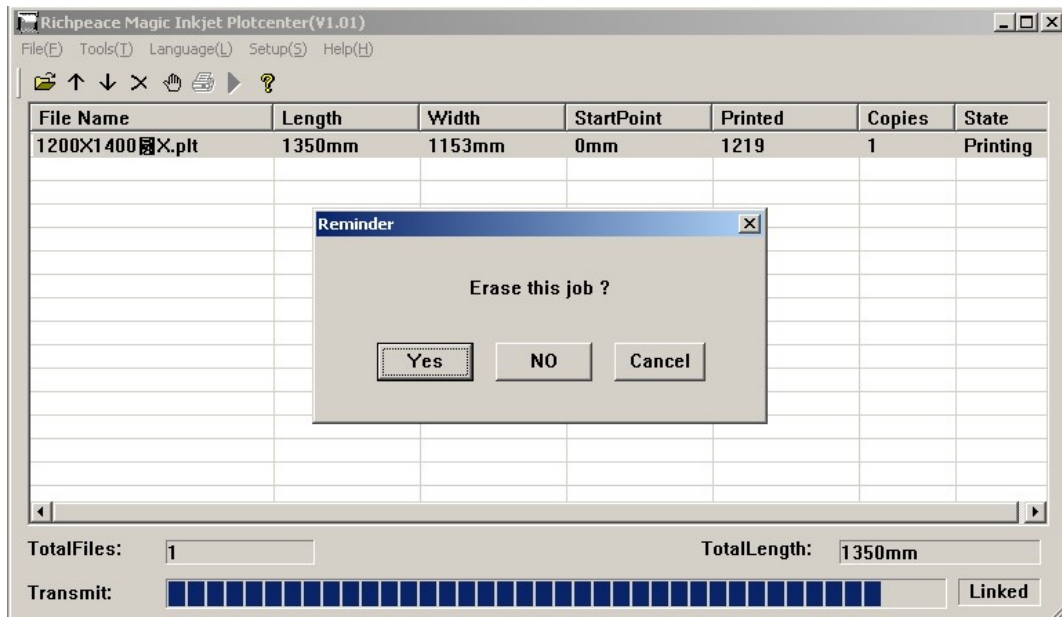 Richpeace Magic Inkjet Plotcenter(V1.01)
File(F) Tools(T) Language(L) Setup(S) Help(H)
File Name Length Width StartPoint Printed Copies State
1350mm 1153mm 0mm 1219 1 Printing
Reminder
Erase this job ?
Yes NO Cancel
TotalFiles: 1 TotalLength: 1350mm
Transmit: Linked